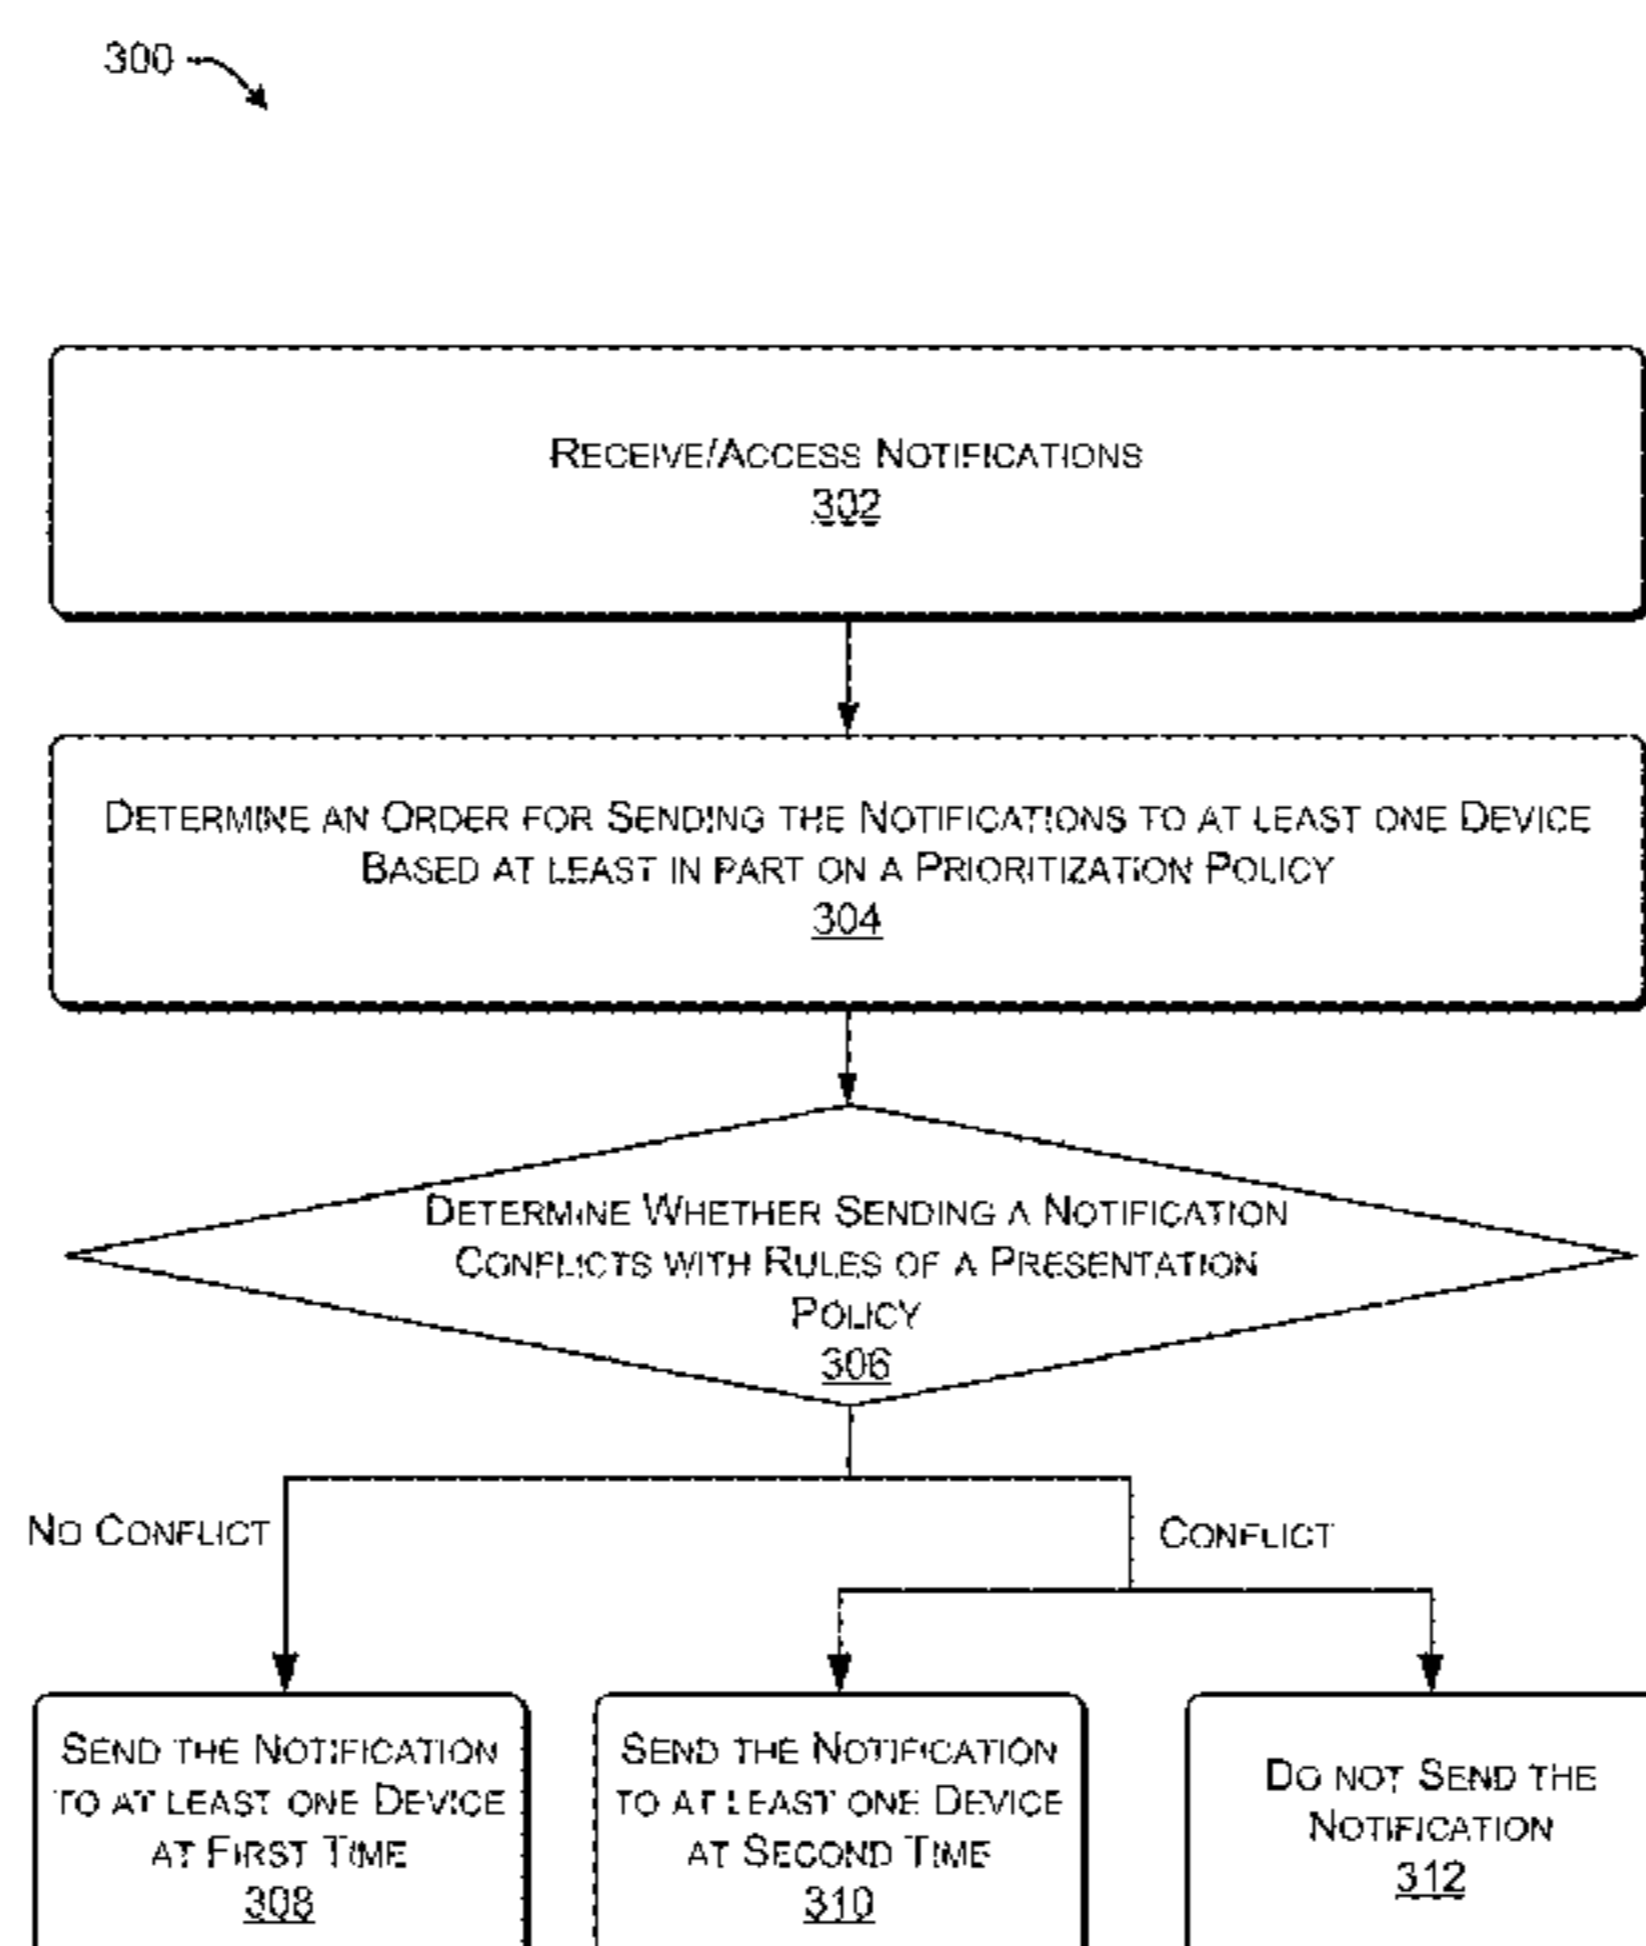 300
RECEIVE/ACCESS NOTIFICATIONS
302
DETERMINE AN ORDER FOR SENDING THE NOTIFICATIONS TO AT LEAST ONE DEVICE
BASED AT LEAST IN PART ON A PRIORITIZATION POLICY
304
DETERMINE WHETHER SENDING A NOTIFICATION
CONFLICTS WITH RULES OF A PRESENTATION
POLICY
306
NO CONFLICT
CONFLICT
SEND THE NOTIFICATION
TO AT LEAST ONE DEVICE
AT FIRST TIME
308
SEND THE NOTIFICATION
TO AT LEAST ONE DEVICE
AT SECOND TIME
310
DO NOT SEND THE
NOTIFICATION
312